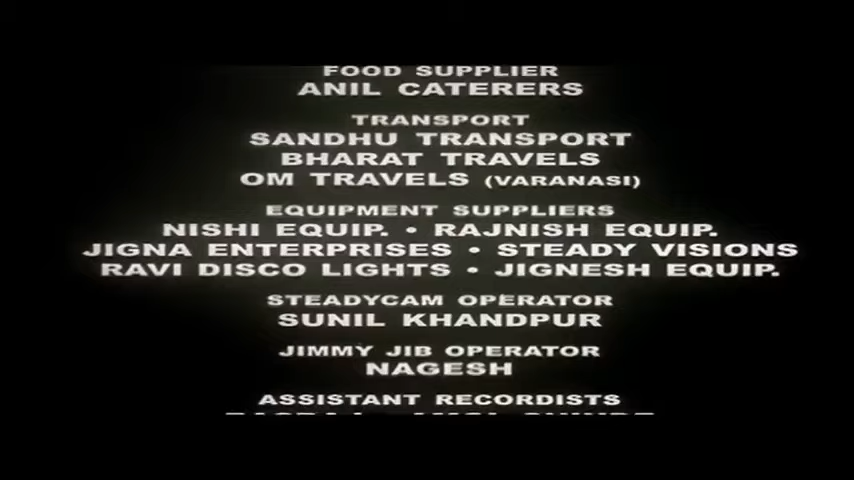 FOOD SUPPLIER
ANIL CATERERS
TRANSPORT
SANDHU TRANSPORT
BHARAT TRAVELS
OM TRAVELS (VARANASI)
EQUIPMENT SUPPLIERS
NISHI EQUIP. • RAJNISH EQUIP.
JIGNA ENTERPRISES • STEADY VISIONS
RAVI DISCO LIGHTS • JIGNESH EQUIP.
STEADYCAM OPERATOR
SUNIL KHANDPUR
JIMMY JIB OPERATOR
NAGESH
ASSISTANT RECORDISTS